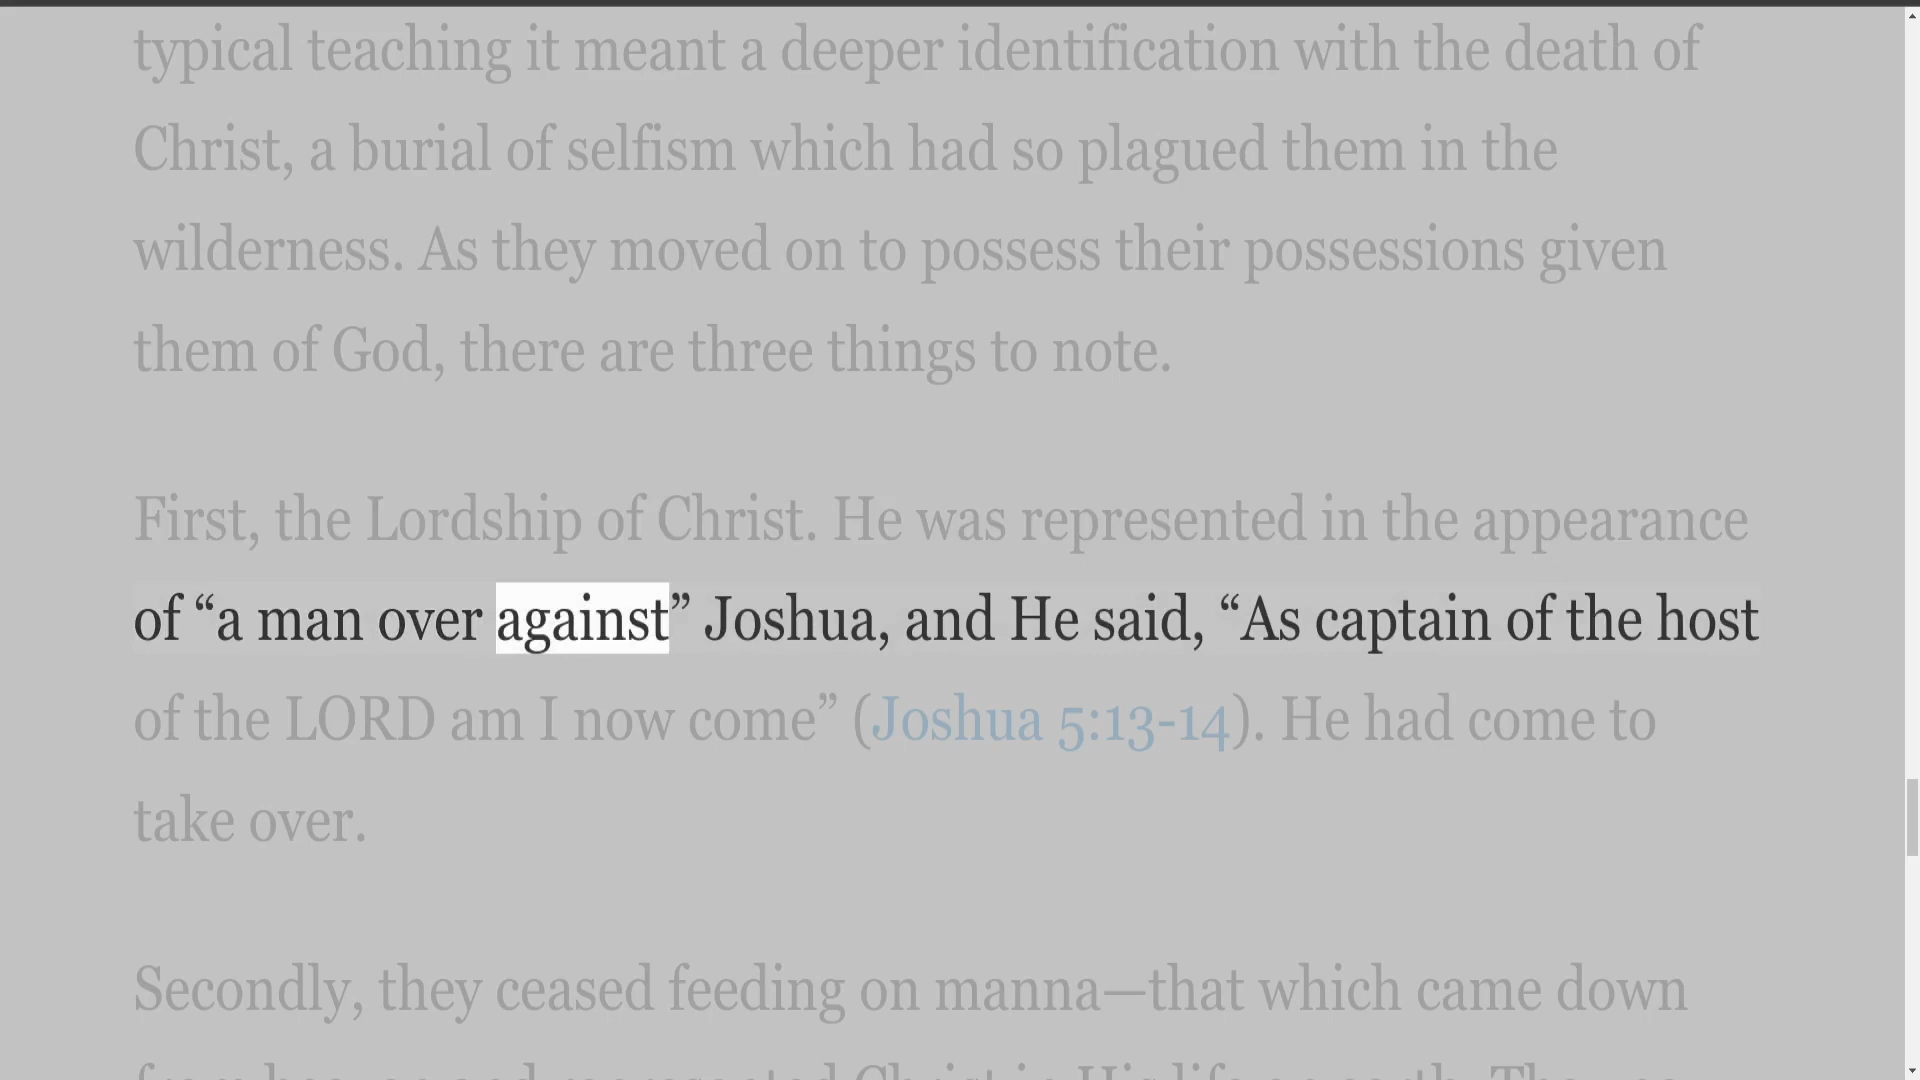 typical teaching it meant a deeper identification with the death of
Christ, a burial of selfism which had so plagued them in the
wilderness. As they moved on to possess their possessions given
them of God, there are three things to note.
First, the Lordship of Christ. He was represented in the appearance
of “a man over against” Joshua, and He said, “As captain of the host
of the LORD am I now come” (Joshua 5:13-14). He had come to
take over.
Secondly, they ceased feeding on manna—that which came down